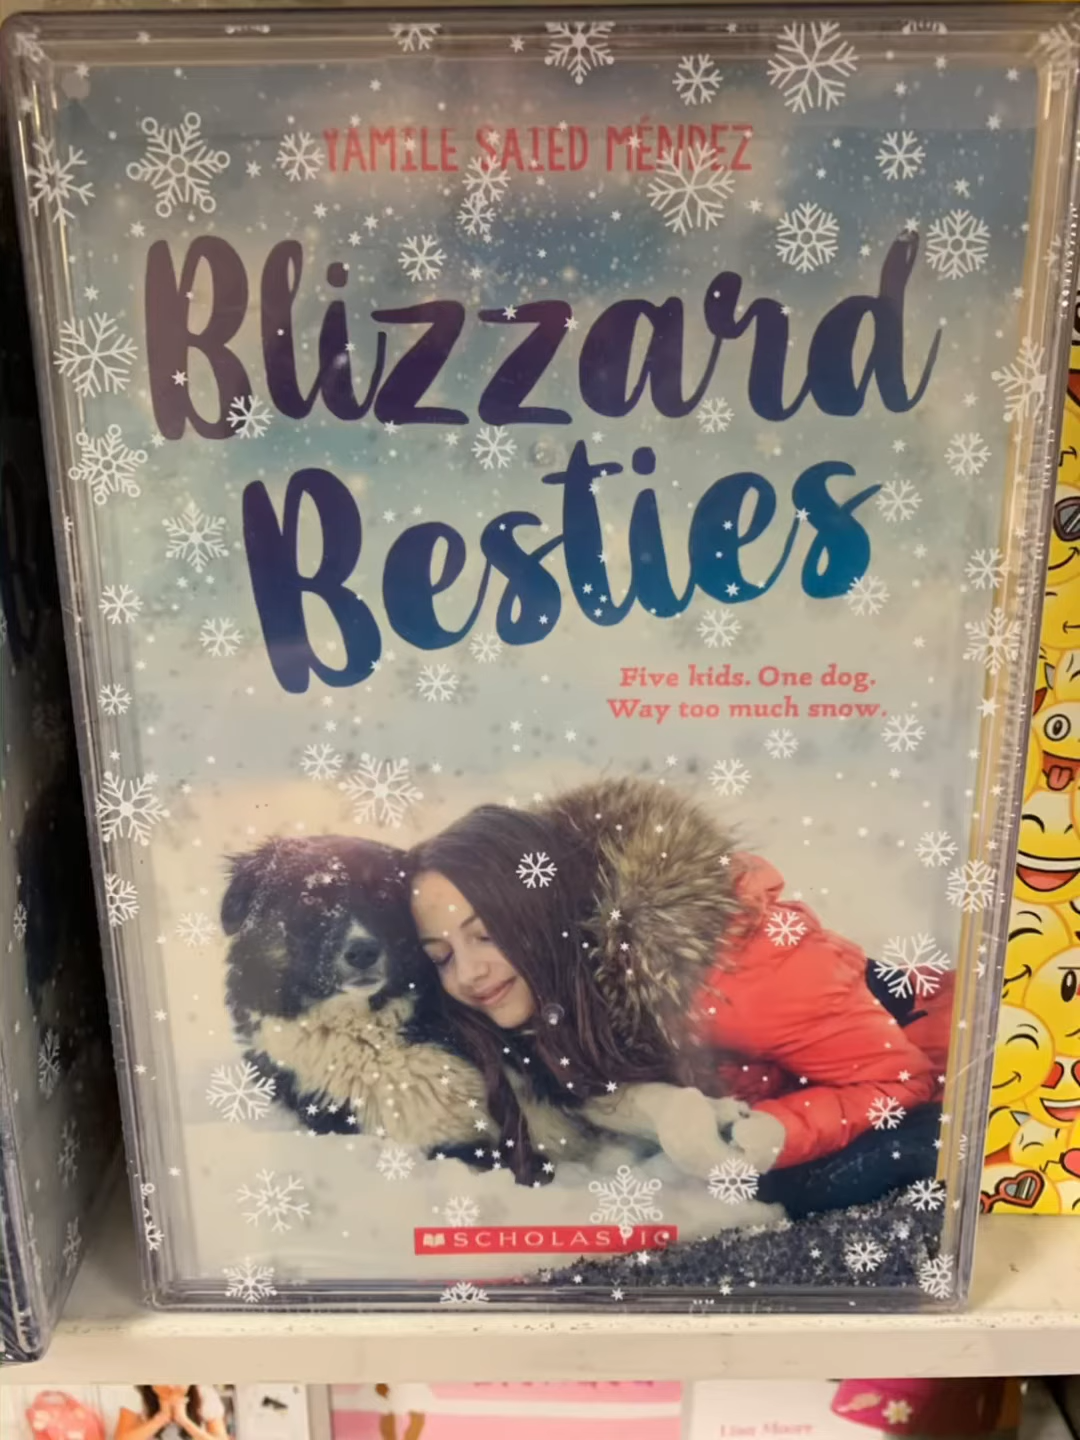 YAMILE SAIED MÉNDEZ
Blizzard
Besties
Five kids. One dog.
Way too much snow.
SCHOLASTIC